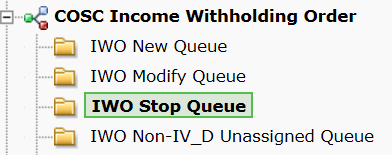 COSC Income Withholding Order
IWO New Queue
IWO Modify Queue
IWO Stop Queue
IWO Non-IV_D Unassigned Queue